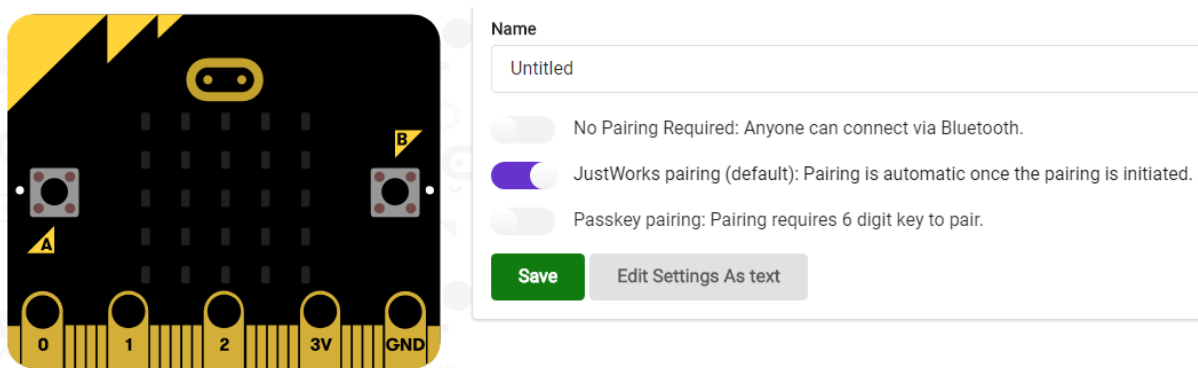 B
A
0
1
2
3V
GND
Name
Untitled
No Pairing Required: Anyone can connect via Bluetooth.
JustWorks pairing (default): Pairing is automatic once the pairing is initiated.
Passkey pairing: Pairing requires 6 digit key to pair.
Save
Edit Settings As text